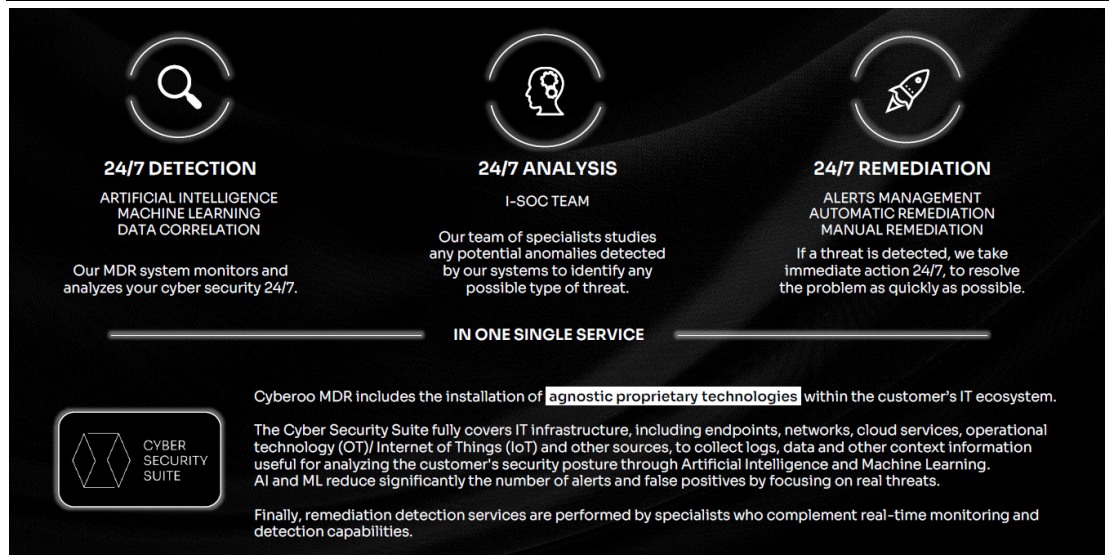 24/7 DETECTION
ARTIFICIAL INTELLIGENCE
MACHINE LEARNING
DATA CORRELATION
Our MDR system monitors and
analyzes your cyber security 24/7.
24/7 ANALYSIS
I-SOC TEAM
Our team of specialists studies
any potential anomalies detected
by our systems to identify any
possible type of threat.
24/7 REMEDIATION
ALERTS MANAGEMENT
AUTOMATIC REMEDIATION
MANUAL REMEDIATION
If a threat is detected, we take
immediate action 24/7, to resolve
the problem as quickly as possible.
IN ONE SINGLE SERVICE
CYBER
SECURITY
SUITE
Cyberoo MDR includes the installation of agnostic proprietary technologies within the customer's IT ecosystem.
The Cyber Security Suite fully covers IT infrastructure, including endpoints, networks, cloud services, operational
technology (OT)/ Internet of Things (IoT) and other sources, to collect logs, data and other context information
useful for analyzing the customer's security posture through Artificial Intelligence and Machine Learning.
AI and ML reduce significantly the number of alerts and false positives by focusing on real threats.
Finally, remediation detection services are performed by specialists who complement real-time monitoring and
detection capabilities.